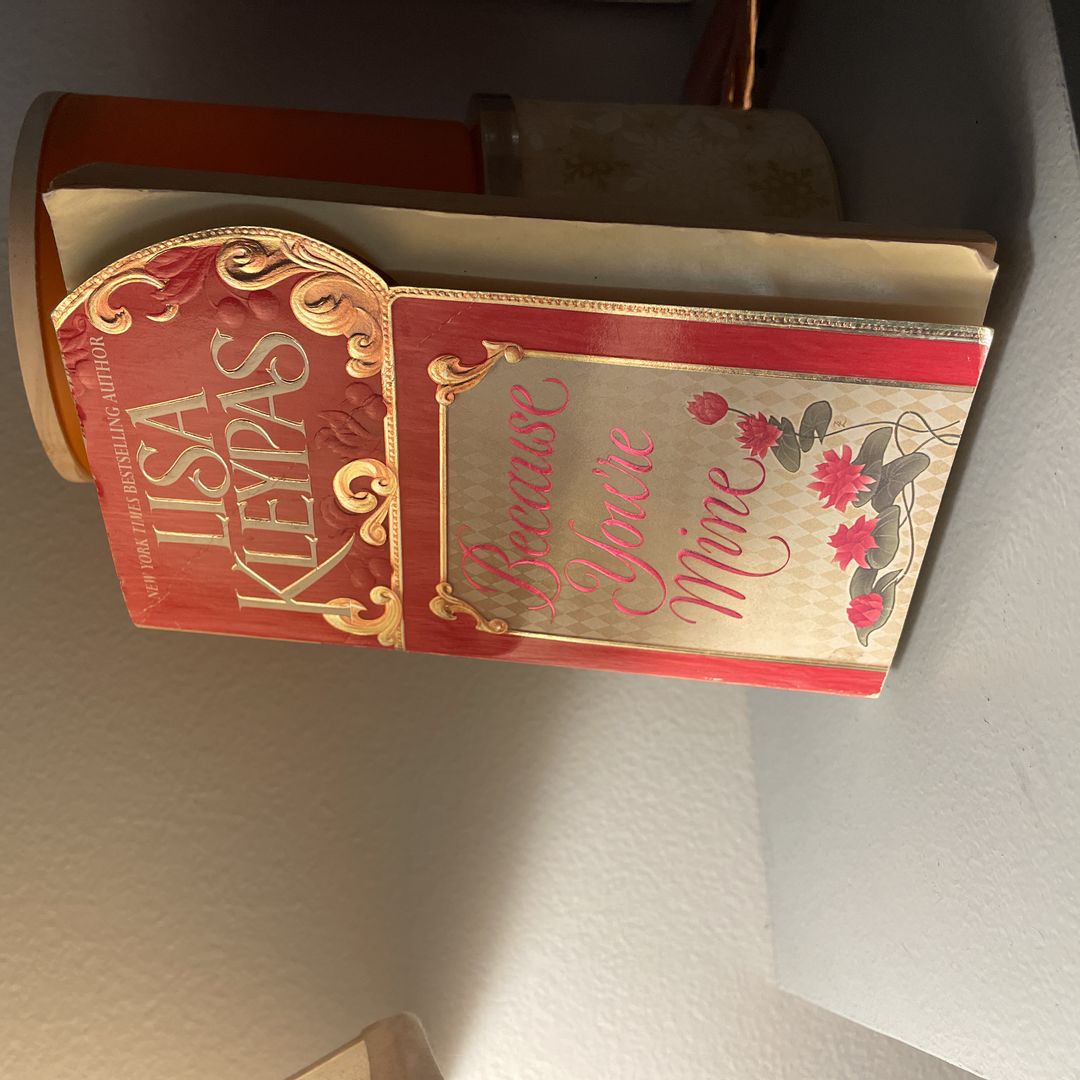 NEW YORK TIMES BESTSELLING AUTHOR
LISA
KLEYPAS
Because
You're
Mine